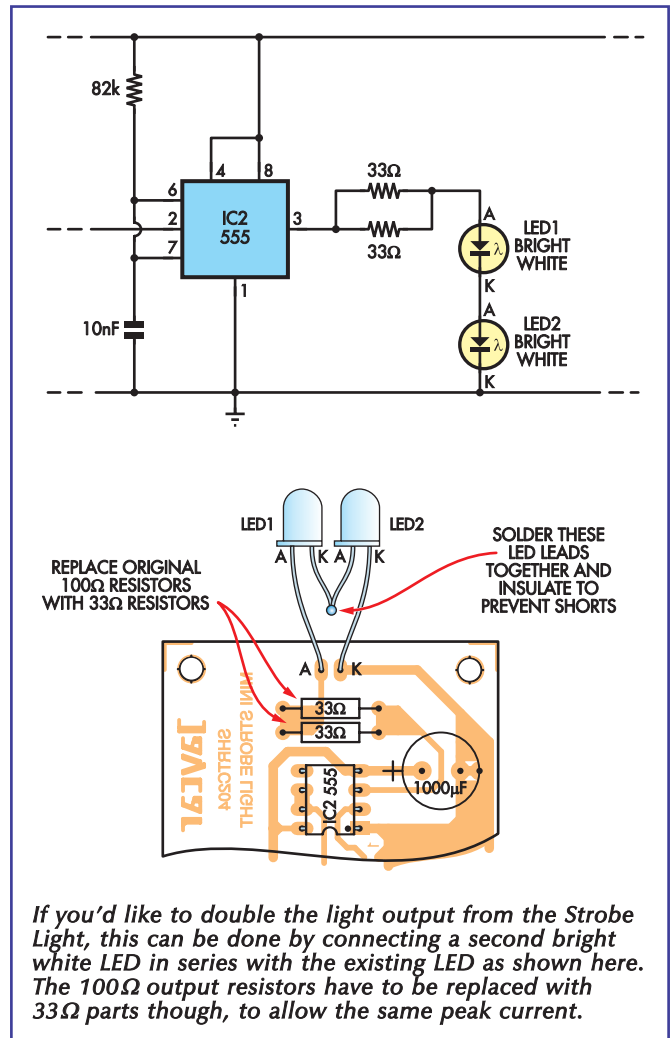 82k
4
8
6
2
7
IC2
555
3
1
33Ω
33Ω
10nF
A
LED1
BRIGHT
WHITE
λ
K
A
LED2
BRIGHT
WHITE
λ
K
LED1
LED2
A
K
A
K
REPLACE ORIGINAL
100Ω RESISTORS
WITH 33Ω RESISTORS
SOLDER THESE
LED LEADS
TOGETHER AND
INSULATE TO
PREVENT SHORTS
A
K
33Ω
33Ω
Jaycar
SHRTC204
MINI STROBE LIGHT
IC2 555
+
1000µF
1
If you'd like to double the light output from the Strobe
Light, this can be done by connecting a second bright
white LED in series with the existing LED as shown here.
The 100Ω output resistors have to be replaced with
33Ω parts though, to allow the same peak current.